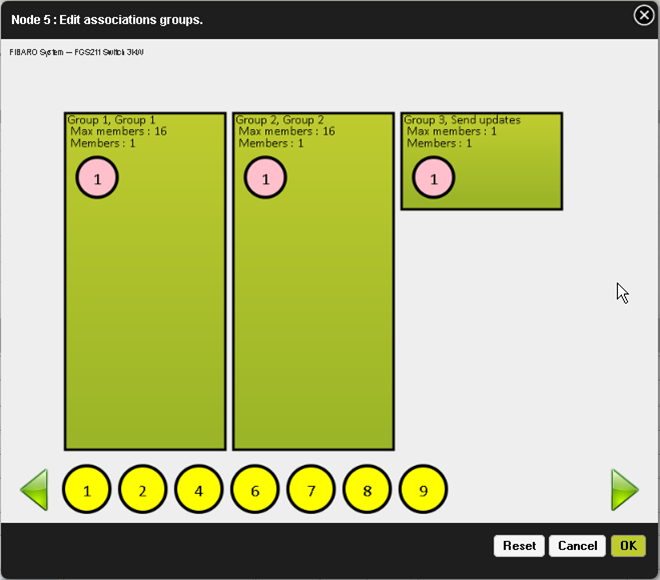 Node 5 : Edit associations groups.
FIBARO System — FGS211 Switch 3kW
Group 1, Group 1
Max members : 16
Members : 1
1
Group 2, Group 2
Max members : 16
Members : 1
1
Group 3, Send updates
Max members : 1
Members : 1
1
1 2 4 6 7 8 9
Reset Cancel OK